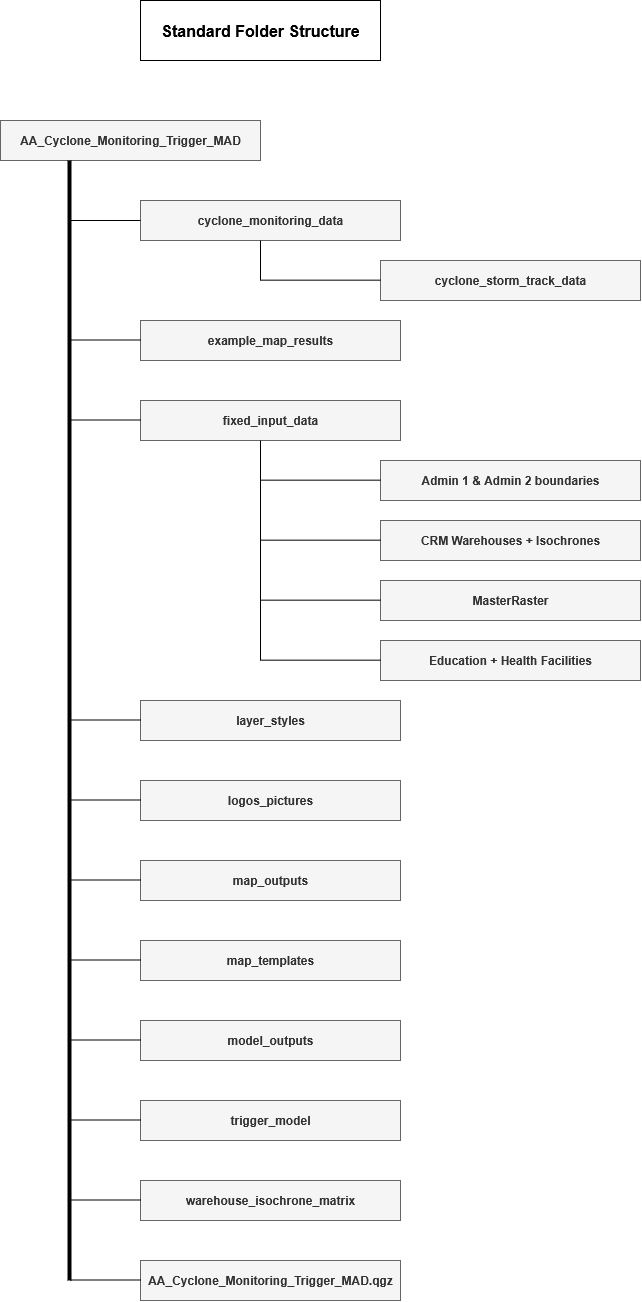 Standard Folder Structure
AA_Cyclone_Monitoring_Trigger_MAD
cyclone_monitoring_data
cyclone_storm_track_data
example_map_results
fixed_input_data
Admin 1 & Admin 2 boundaries
CRM Warehouses + Isochrones
MasterRaster
Education + Health Facilities
layer_styles
logos_pictures
map_outputs
map_templates
model_outputs
trigger_model
warehouse_isochrone_matrix
AA_Cyclone_Monitoring_Trigger_MAD.qgz